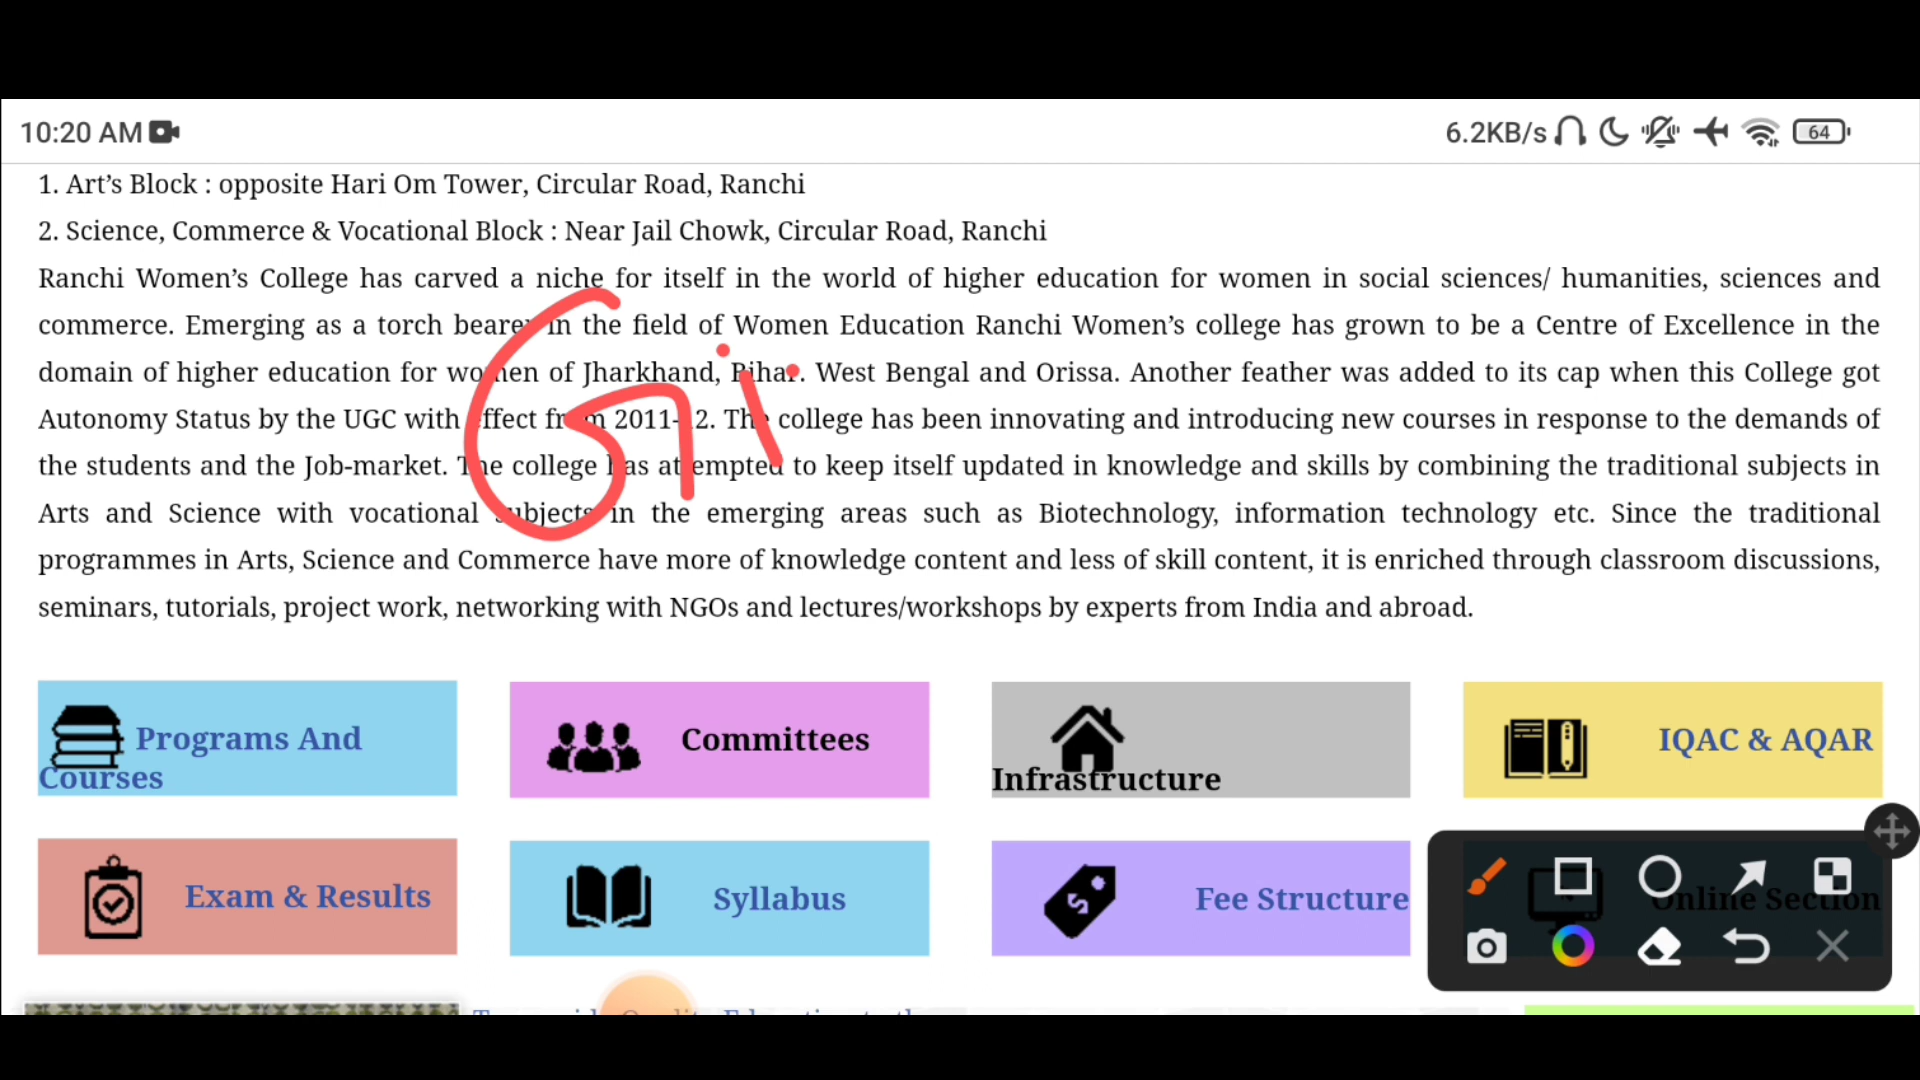 10:20 AM 6.2KB/s 64
1. Art’s Block : opposite Hari Om Tower, Circular Road, Ranchi
2. Science, Commerce & Vocational Block : Near Jail Chowk, Circular Road, Ranchi
Ranchi Women’s College has carved a niche for itself in the world of higher education for women in social sciences/ humanities, sciences and
commerce. Emerging as a torch bearer in the field of Women Education Ranchi Women’s college has grown to be a Centre of Excellence in the
domain of higher education for women of Jharkhand, Bihar. West Bengal and Orissa. Another feather was added to its cap when this College got
Autonomy Status by the UGC with effect from 2011-12. The college has been innovating and introducing new courses in response to the demands of
the students and the Job-market. The college has attempted to keep itself updated in knowledge and skills by combining the traditional subjects in
Arts and Science with vocational subjects in the emerging areas such as Biotechnology, information technology etc. Since the traditional
programmes in Arts, Science and Commerce have more of knowledge content and less of skill content, it is enriched through classroom discussions,
seminars, tutorials, project work, networking with NGOs and lectures/workshops by experts from India and abroad.
Programs And
Courses
Committees
Infrastructure
IQAC & AQAR
Exam & Results
Syllabus
Fee Structure
Online Section